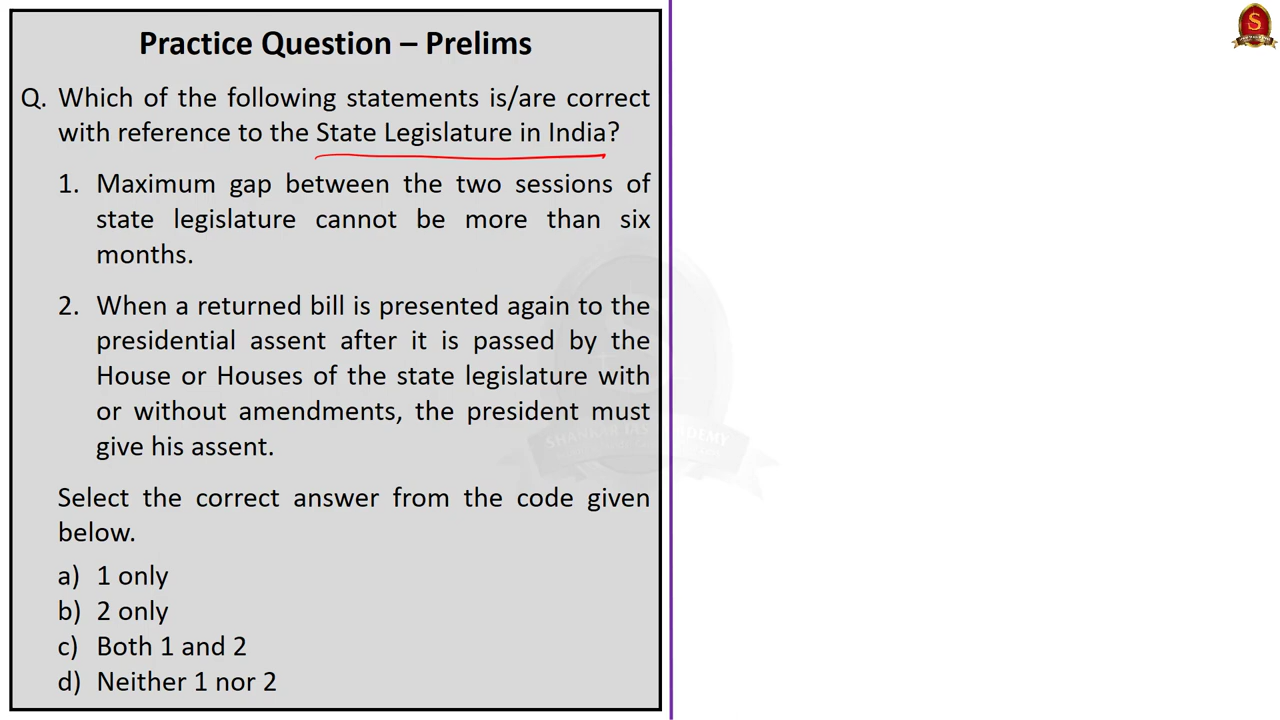 Practice Question – Prelims
Q. Which of the following statements is/are correct
with reference to the State Legislature in India?
1. Maximum gap between the two sessions of
state legislature cannot be more than six
months.
2. When a returned bill is presented again to the
presidential assent after it is passed by the
House or Houses of the state legislature with
or without amendments, the president must
give his assent.
Select the correct answer from the code given
below.
a) 1 only
b) 2 only
c) Both 1 and 2
d) Neither 1 nor 2
S
SHANKAR IAS ACADEMY